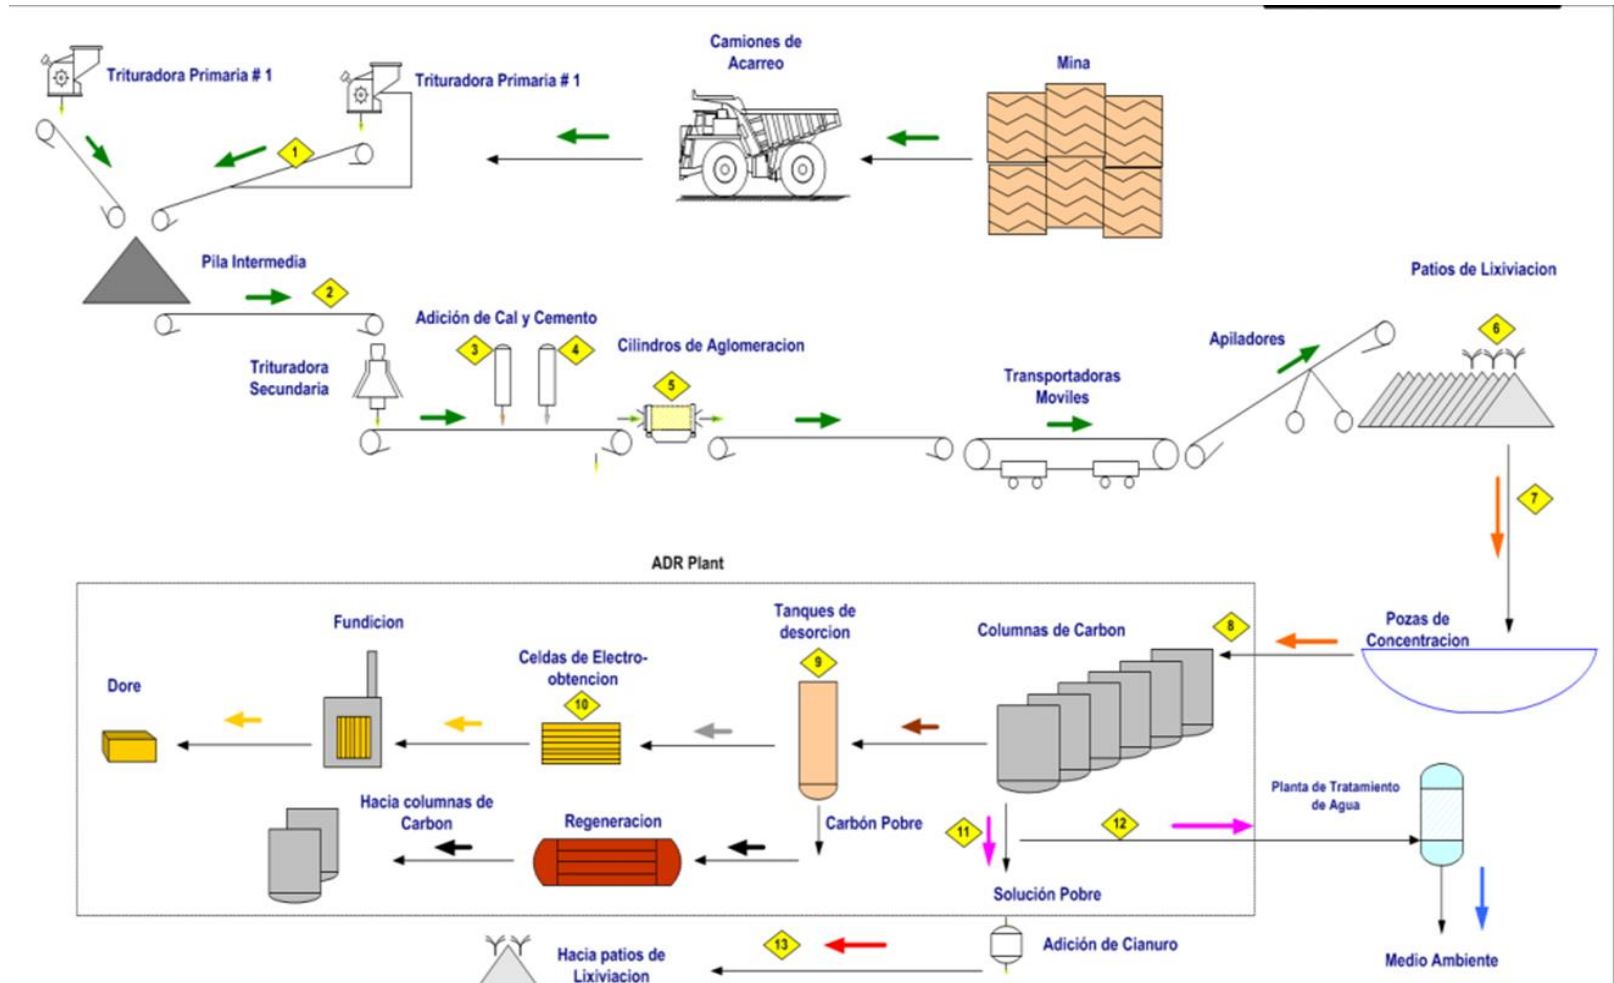 Camiones de
Acarreo
Mina
Trituradora Primaria # 1
Trituradora Primaria # 1
1
Pila Intermedia
2
Patios de Lixiviacion
Adición de Cal y Cemento
3
4
Cilindros de Aglomeracion
5
Apiladores
6
Trituradora
Secundaria
Transportadoras
Moviles
7
ADR Plant
Fundicion
Tanques de
desorcion
Columnas de Carbon
8
Pozas de
Concentracion
Celdas de Electro-
obtencion
9
Dore
10
Hacia columnas de
Carbon
Regeneracion
Carbón Pobre
11
12
Planta de Tratamiento
de Agua
Solución Pobre
13
Hacia patios de
Lixiviacion
Adición de Cianuro
Medio Ambiente